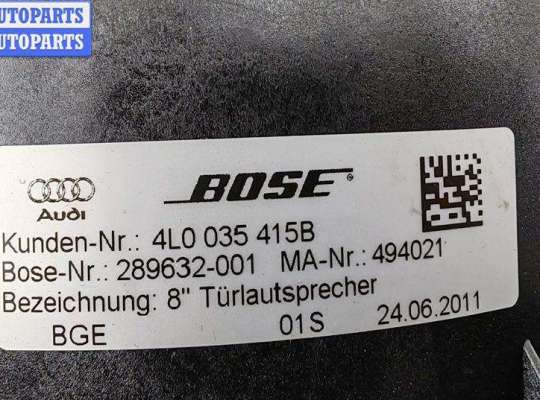 AUTOPARTS
AUTOPARTS
Audi
BOSE®
Kunden-Nr.: 4L0 035 415B
Bose-Nr.: 289632-001 MA-Nr.: 494021
Bezeichnung: 8" Türlautsprecher
BGE 01S 24.06.2011